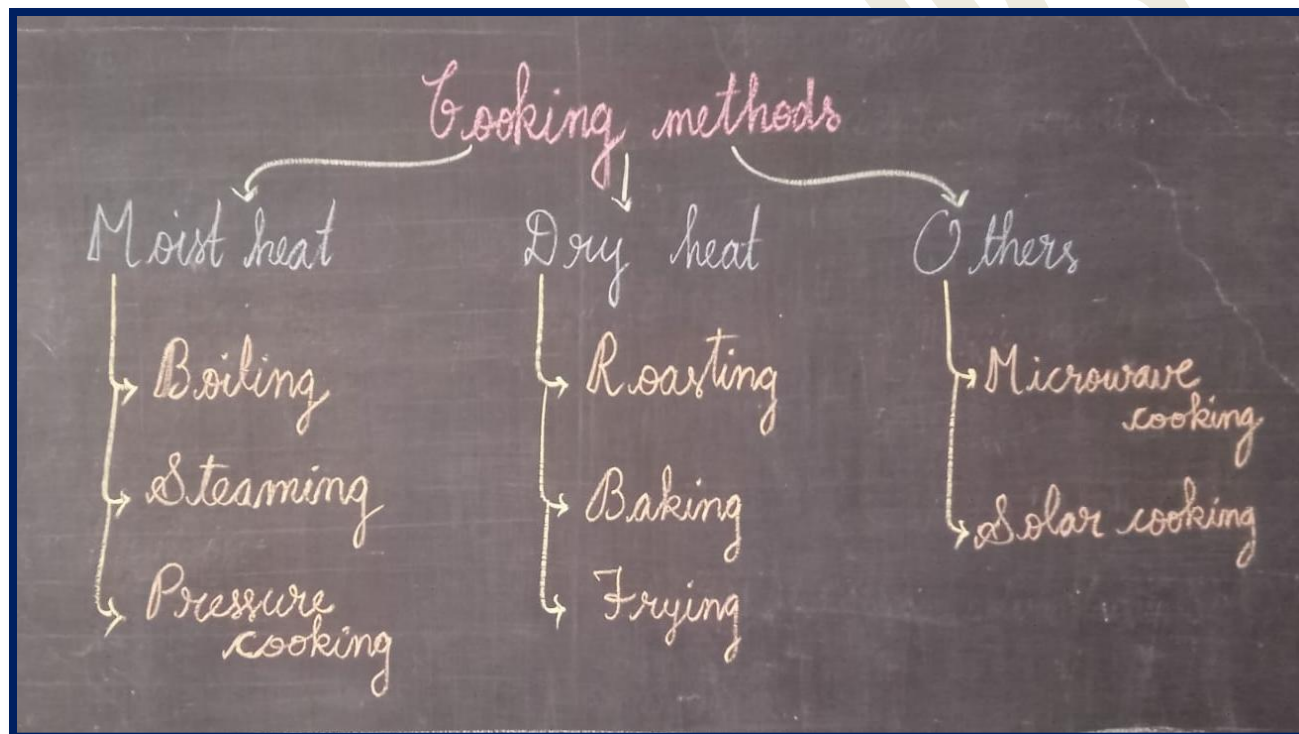 Cooking methods
Moist heat
Dry heat
Others
Boiling
Steaming
Pressure
cooking
Roasting
Baking
Frying
Microwave
cooking
Solar cooking